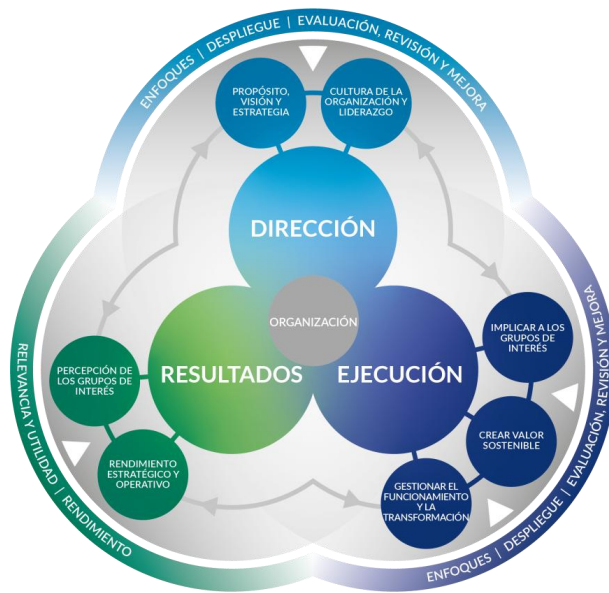 ENFOQUES | DESPLIEGUE | EVALUACIÓN, REVISIÓN Y MEJORA
PROPÓSITO,
VISIÓN Y
ESTRATEGIA
CULTURA DE LA
ORGANIZACIÓN Y
LIDERAZGO
DIRECCIÓN
ORGANIZACIÓN
RESULTADOS
EJECUCIÓN
PERCEPCIÓN DE
LOS GRUPOS DE
INTERÉS
RENDIMIENTO
ESTRATÉGICO Y
OPERATIVO
RELEVANCIA Y UTILIDAD | RENDIMIENTO
IMPLICAR A LOS
GRUPOS DE
INTERÉS
CREAR VALOR
SOSTENIBLE
GESTIONAR EL
FUNCIONAMIENTO
Y LA
TRANSFORMACIÓN
ENFOQUES | DESPLIEGUE | EVALUACIÓN, REVISIÓN Y MEJORA